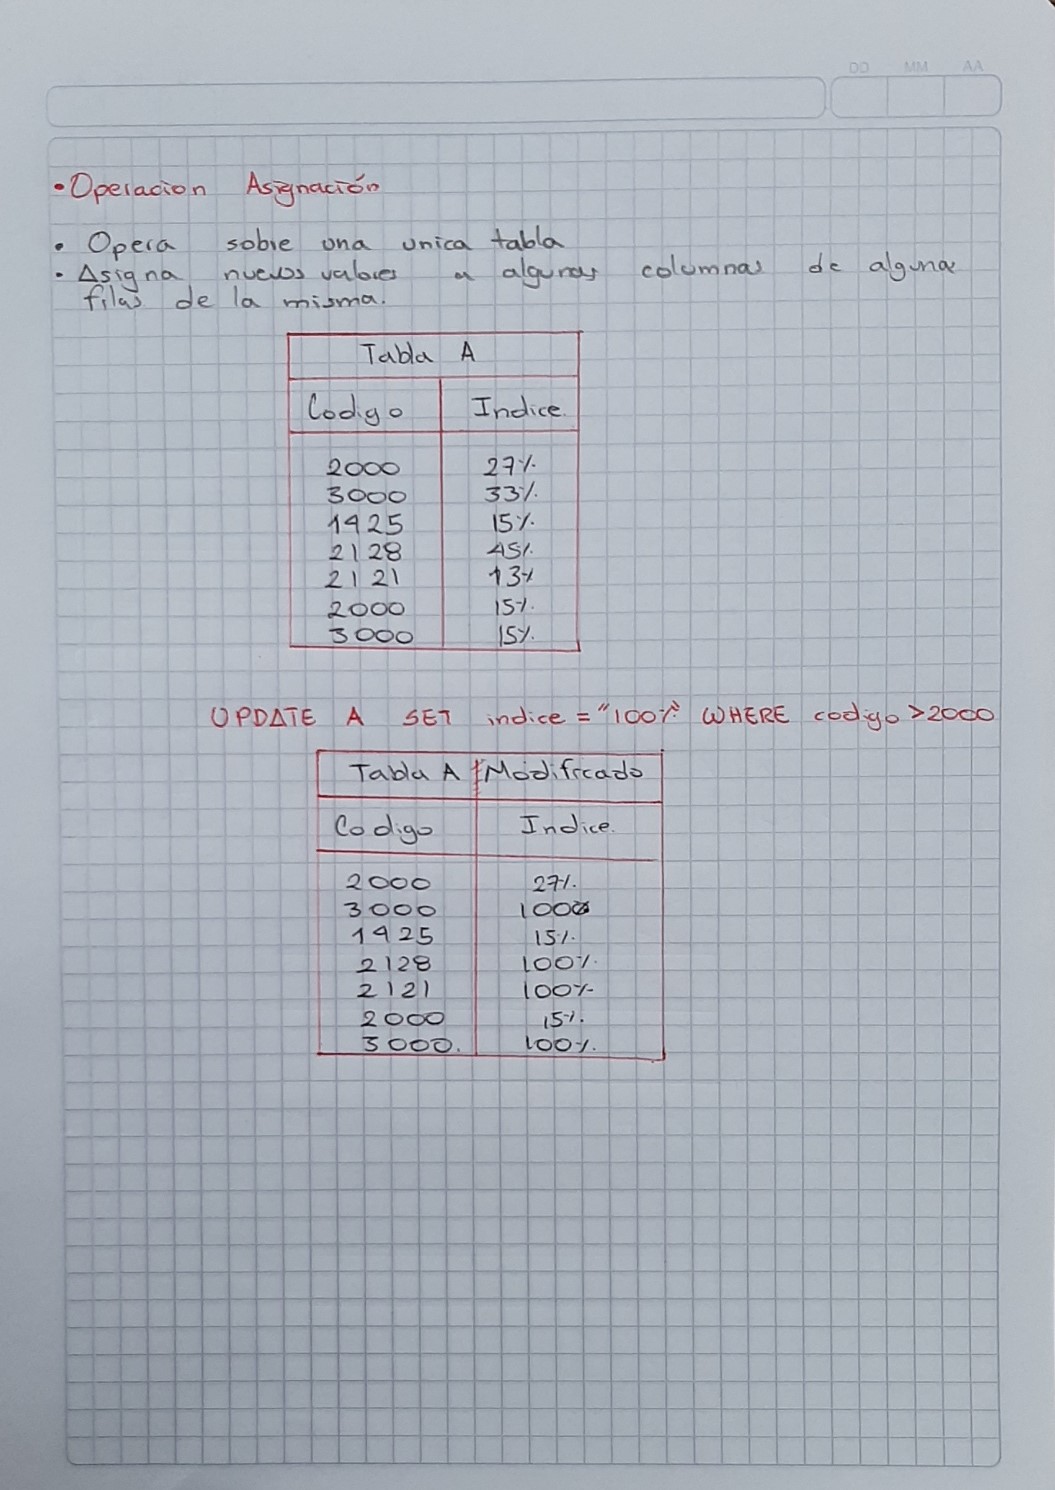 DD MM AA
• Operacion Asignación
• Opera sobre una unica tabla
• Asigna nuevos valores a algunas columnas de alguna
filas de la misma.
Tabla A
Codigo Indice.
2000 27%
3000 33%
1925 15%
2128 45%
2121 13%
2000 15%
3000 15%
UPDATE A SET indice = "100%" WHERE codigo >2000
Tabla A Modificado
Codigo Indice.
2000 27%
3000 100%
1925 15%
2128 100%
2121 100%
2000 15%
3000. 100%